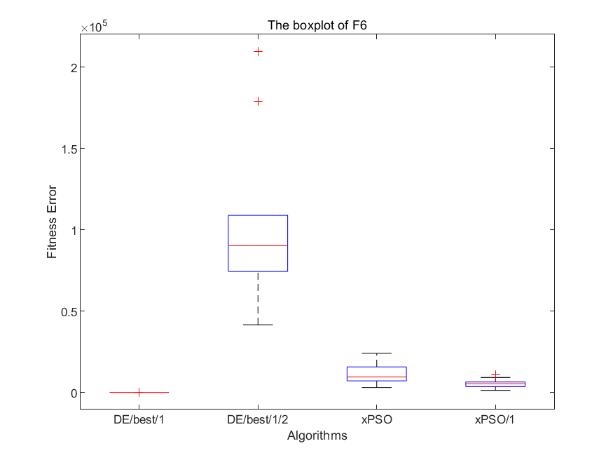 The boxplot of F6
×10^5
2
1.5
1
0.5
0
Fitness Error
DE/best/1 DE/best/1/2 xPSO xPSO/1
Algorithms